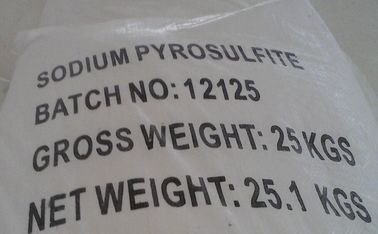 SODIUM PYROSULFITE
BATCH NO: 12125
GROSS WEIGHT: 25 KGS
NET WEIGHT: 25.1 KGS